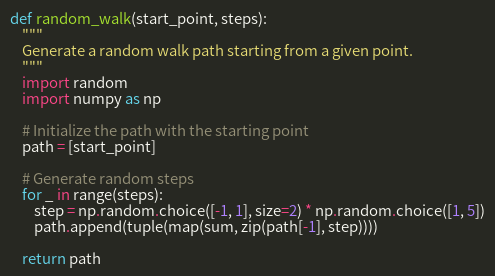 def random_walk(start_point, steps):
    """
    Generate a random walk path starting from a given point.
    """
    import random
    import numpy as np

    # Initialize the path with the starting point
    path = [start_point]

    # Generate random steps
    for _ in range(steps):
        step = np.random.choice([-1, 1], size=2) * np.random.choice([1, 5])
        path.append(tuple(map(sum, zip(path[-1], step))))

    return path